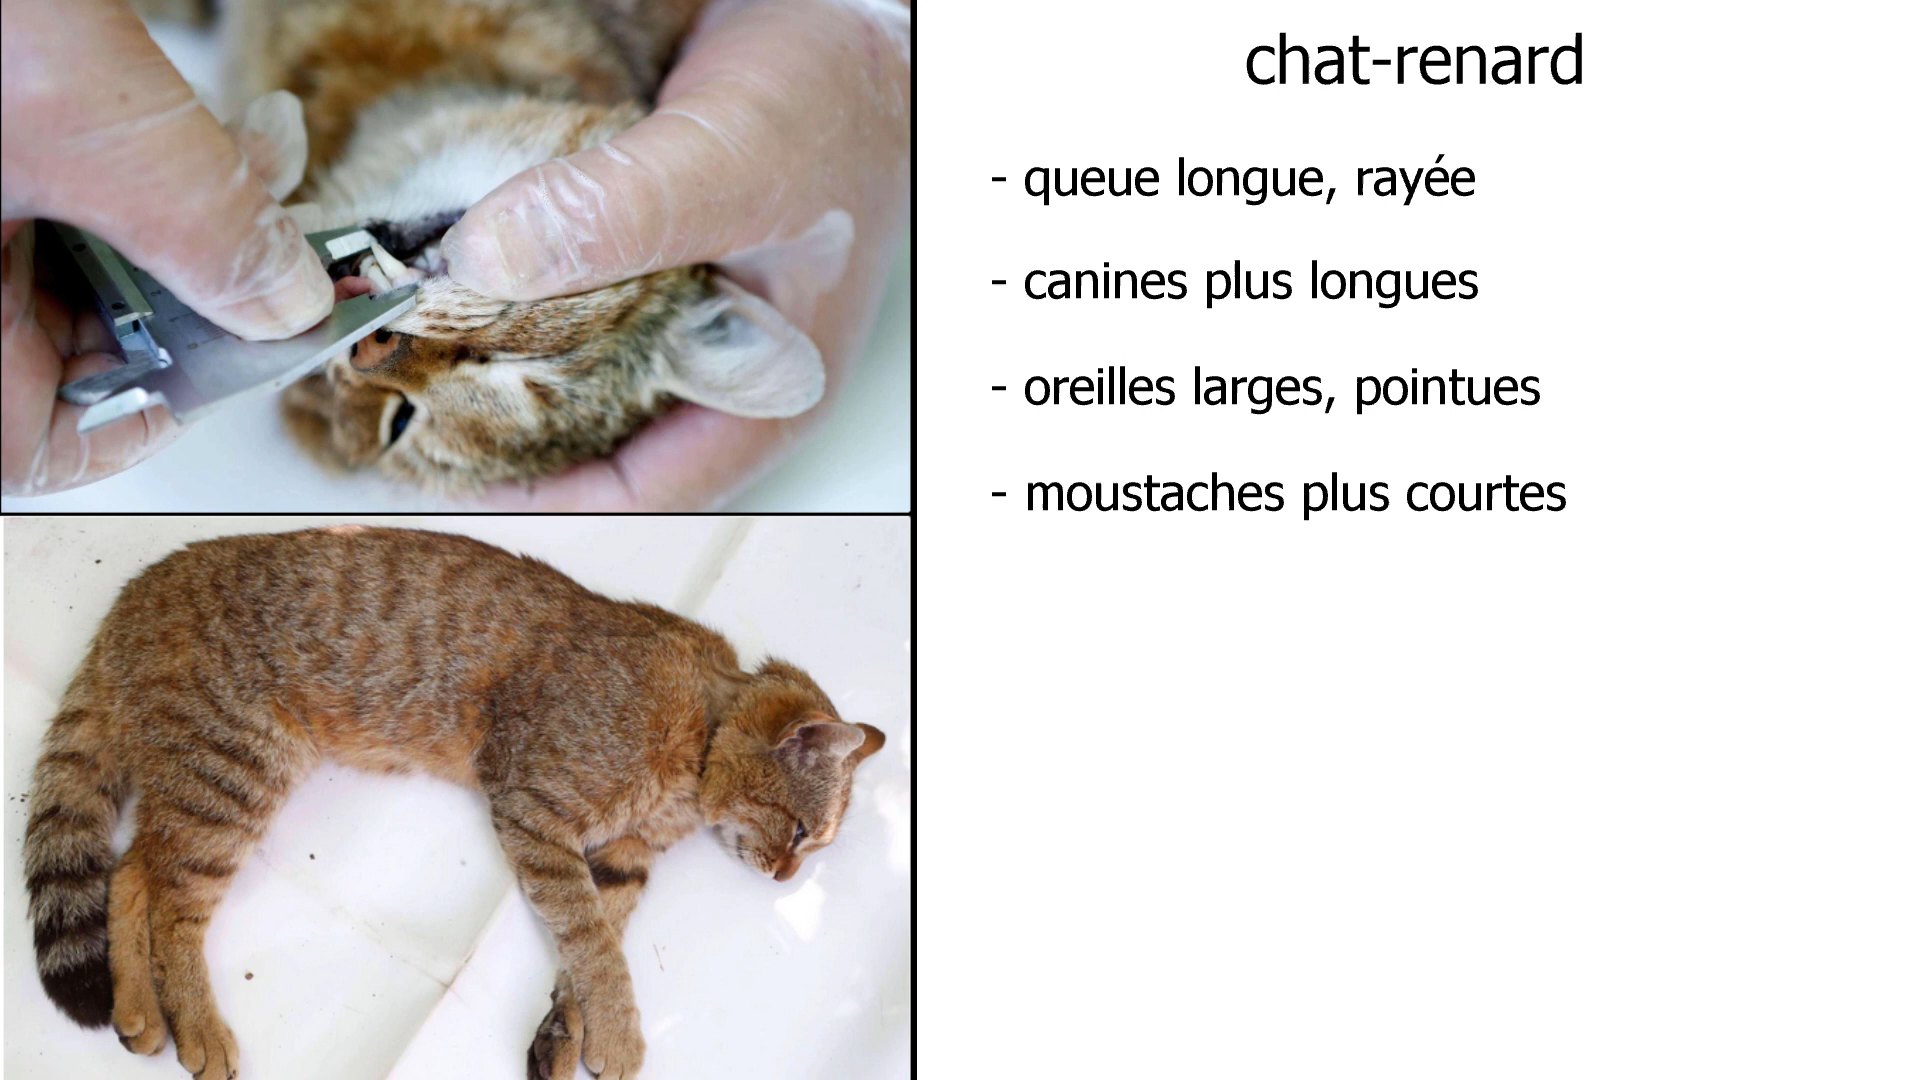 chat-renard
- queue longue, rayée
- canines plus longues
- oreilles larges, pointues
- moustaches plus courtes